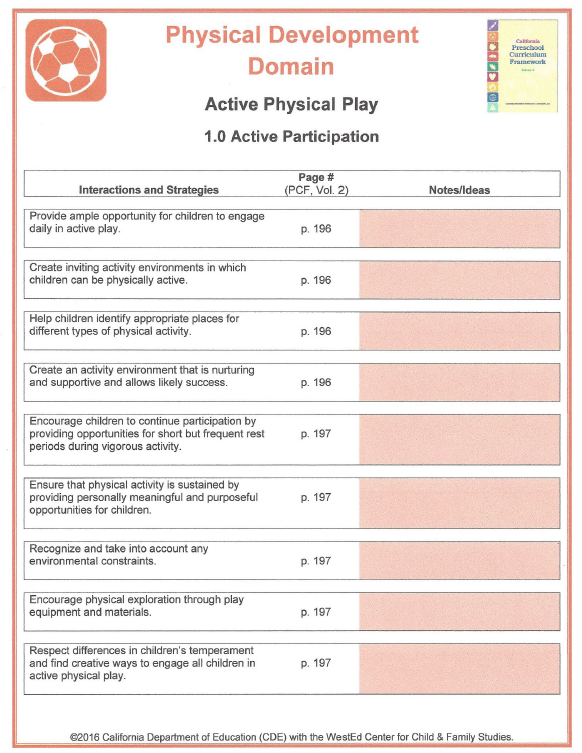 Physical Development
Domain
California
Preschool
Curriculum
Framework
Active Physical Play
1.0 Active Participation
Interactions and Strategies
Page #
(PCF, Vol. 2)
Notes/Ideas
Provide ample opportunity for children to engage
daily in active play.
p. 196
Create inviting activity environments in which
children can be physically active.
p. 196
Help children identify appropriate places for
different types of physical activity.
p. 196
Create an activity environment that is nurturing
and supportive and allows likely success.
p. 196
Encourage children to continue participation by
providing opportunities for short but frequent rest
periods during vigorous activity.
p. 197
Ensure that physical activity is sustained by
providing personally meaningful and purposeful
opportunities for children.
p. 197
Recognize and take into account any
environmental constraints.
p. 197
Encourage physical exploration through play
equipment and materials.
p. 197
Respect differences in children's temperament
and find creative ways to engage all children in
active physical play.
p. 197
©2016 California Department of Education (CDE) with the WestEd Center for Child & Family Studies.